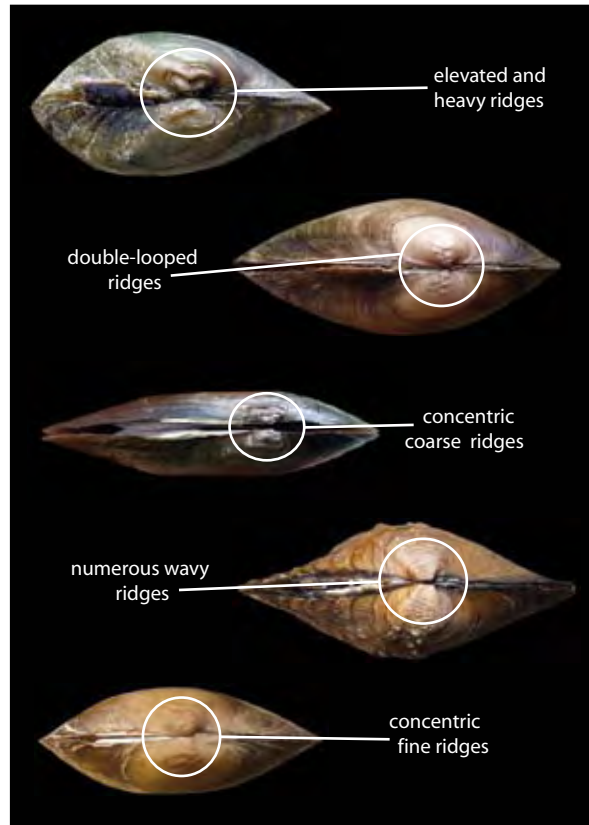 elevated and
heavy ridges
double-looped
ridges
concentric
coarse ridges
numerous wavy
ridges
concentric
fine ridges